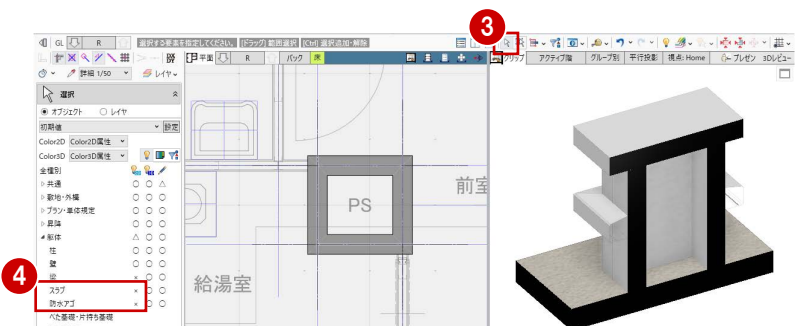 3
GL R 選択する要素を指定してください。 [ドラッグ] 範囲選択 [Ctrl] 選択追加・解除
詳細 1/50 レイヤ
平面 R バック 床
クリップ アクティブ階 グループ別 平行投影 視点: Home プレゼン 3Dレビュー
選択
オブジェクト レイヤ
初期値 設定
Color2D Color2D属性
Color3D Color3D属性
全種別
共通
敷地・外構
プラン・単体規定
昇降
躯体
柱
壁
梁
4
スラブ
防水アゴ
べた基礎・片持ち基礎
PS
前室
給湯室